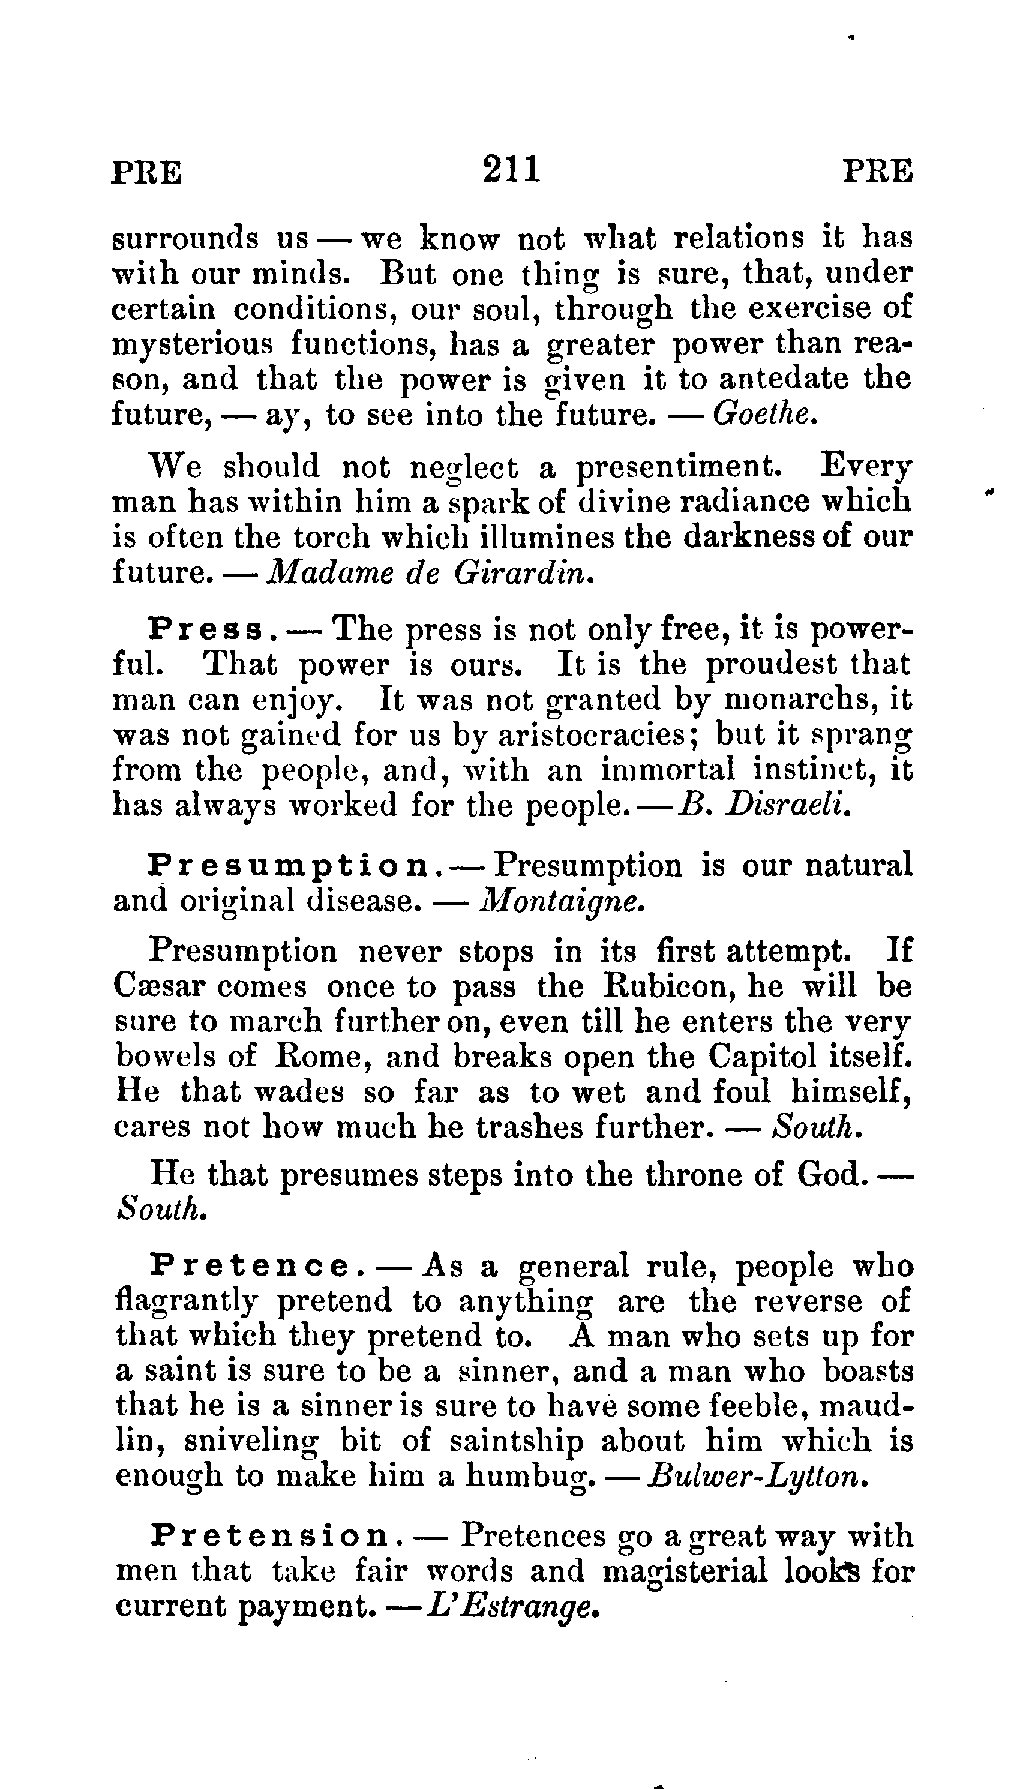 PRE 211 PRE
surrounds us — we know not what relations it has
with our minds. But one thing is sure, that, under
certain conditions, our soul, through the exercise of
mysterious functions, has a greater power than rea-
son, and that the power is given it to antedate the
future, — ay, to see into the future. — Goethe.
We should not neglect a presentiment. Every
man has within him a spark of divine radiance which
is often the torch which illumines the darkness of our
future. — Madame de Girardin.
Press. — The press is not only free, it is power-
ful. That power is ours. It is the proudest that
man can enjoy. It was not granted by monarchs, it
was not gained for us by aristocracies; but it sprang
from the people, and, with an immortal instinct, it
has always worked for the people. — B. Disraeli.
Presumption. — Presumption is our natural
and original disease. — Montaigne.
Presumption never stops in its first attempt. If
Cæsar comes once to pass the Rubicon, he will be
sure to march further on, even till he enters the very
bowels of Rome, and breaks open the Capitol itself.
He that wades so far as to wet and foul himself,
cares not how much he trashes further. — South.
He that presumes steps into the throne of God. —
South.
Pretence. — As a general rule, people who
flagrantly pretend to anything are the reverse of
that which they pretend to. A man who sets up for
a saint is sure to be a sinner, and a man who boasts
that he is a sinner is sure to have some feeble, maud-
lin, sniveling bit of saintship about him which is
enough to make him a humbug. — Bulwer-Lytton.
Pretension. — Pretences go a great way with
men that take fair words and magisterial looks for
current payment. — L'Estrange.